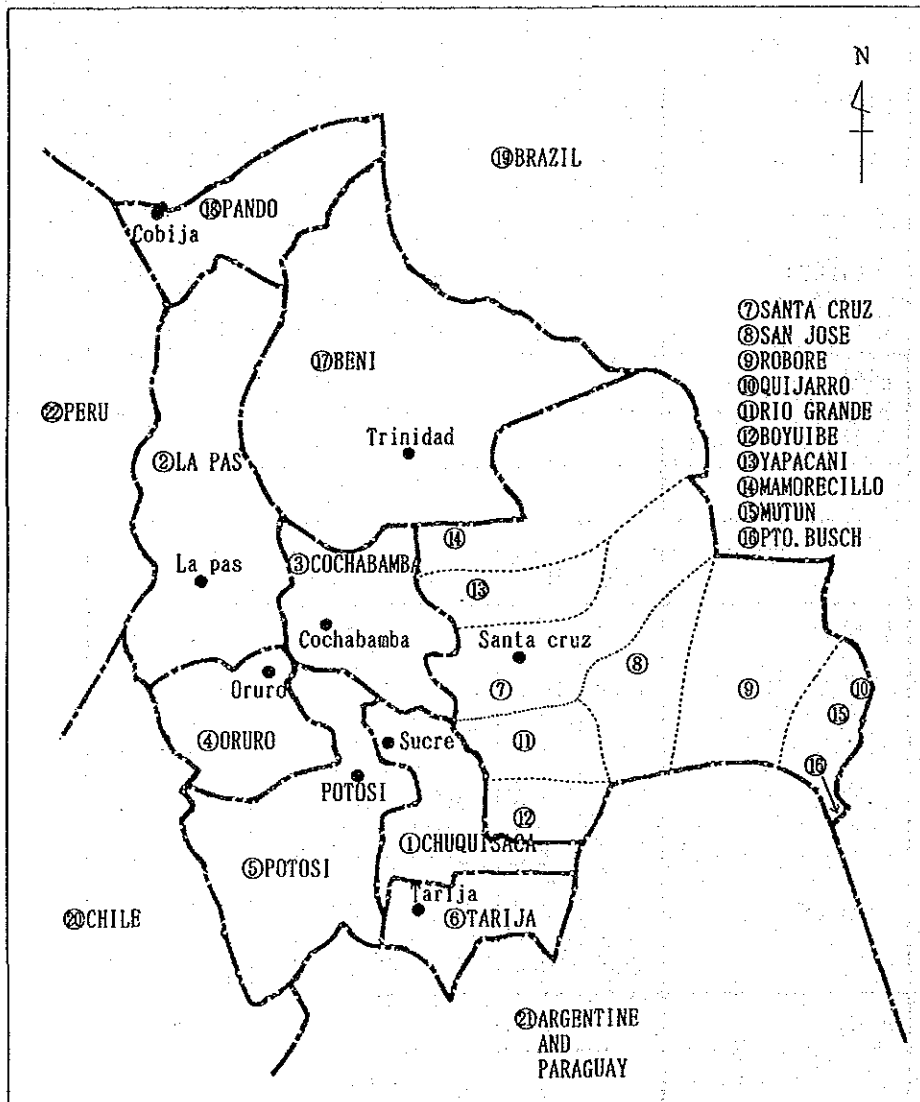 N
⑲BRAZIL
⑱PANDO
Cobija
⑦SANTA CRUZ
⑧SAN JOSE
⑨ROBORE
⑩QUIJARRO
⑪RIO GRANDE
⑫BOYUIBE
⑬YAPACANI
⑭MAMORECILLO
⑮MUTUN
⑯PTO.BUSCH
⑰BENI
㉒PERU
Trinidad
②LA PAS
⑭
③COCHABAMBA
La pas
⑬
Cochabamba
Santa cruz
⑧
Oruro
⑦
⑨
⑩
⑮
④ORURO
Sucre
⑪
⑯
POTOSI
⑫
①CHUQUISACA
⑤POTOSI
Tarija
⑥TARIJA
⑳CHILE
㉑ARGENTINE
AND
PARAGUAY